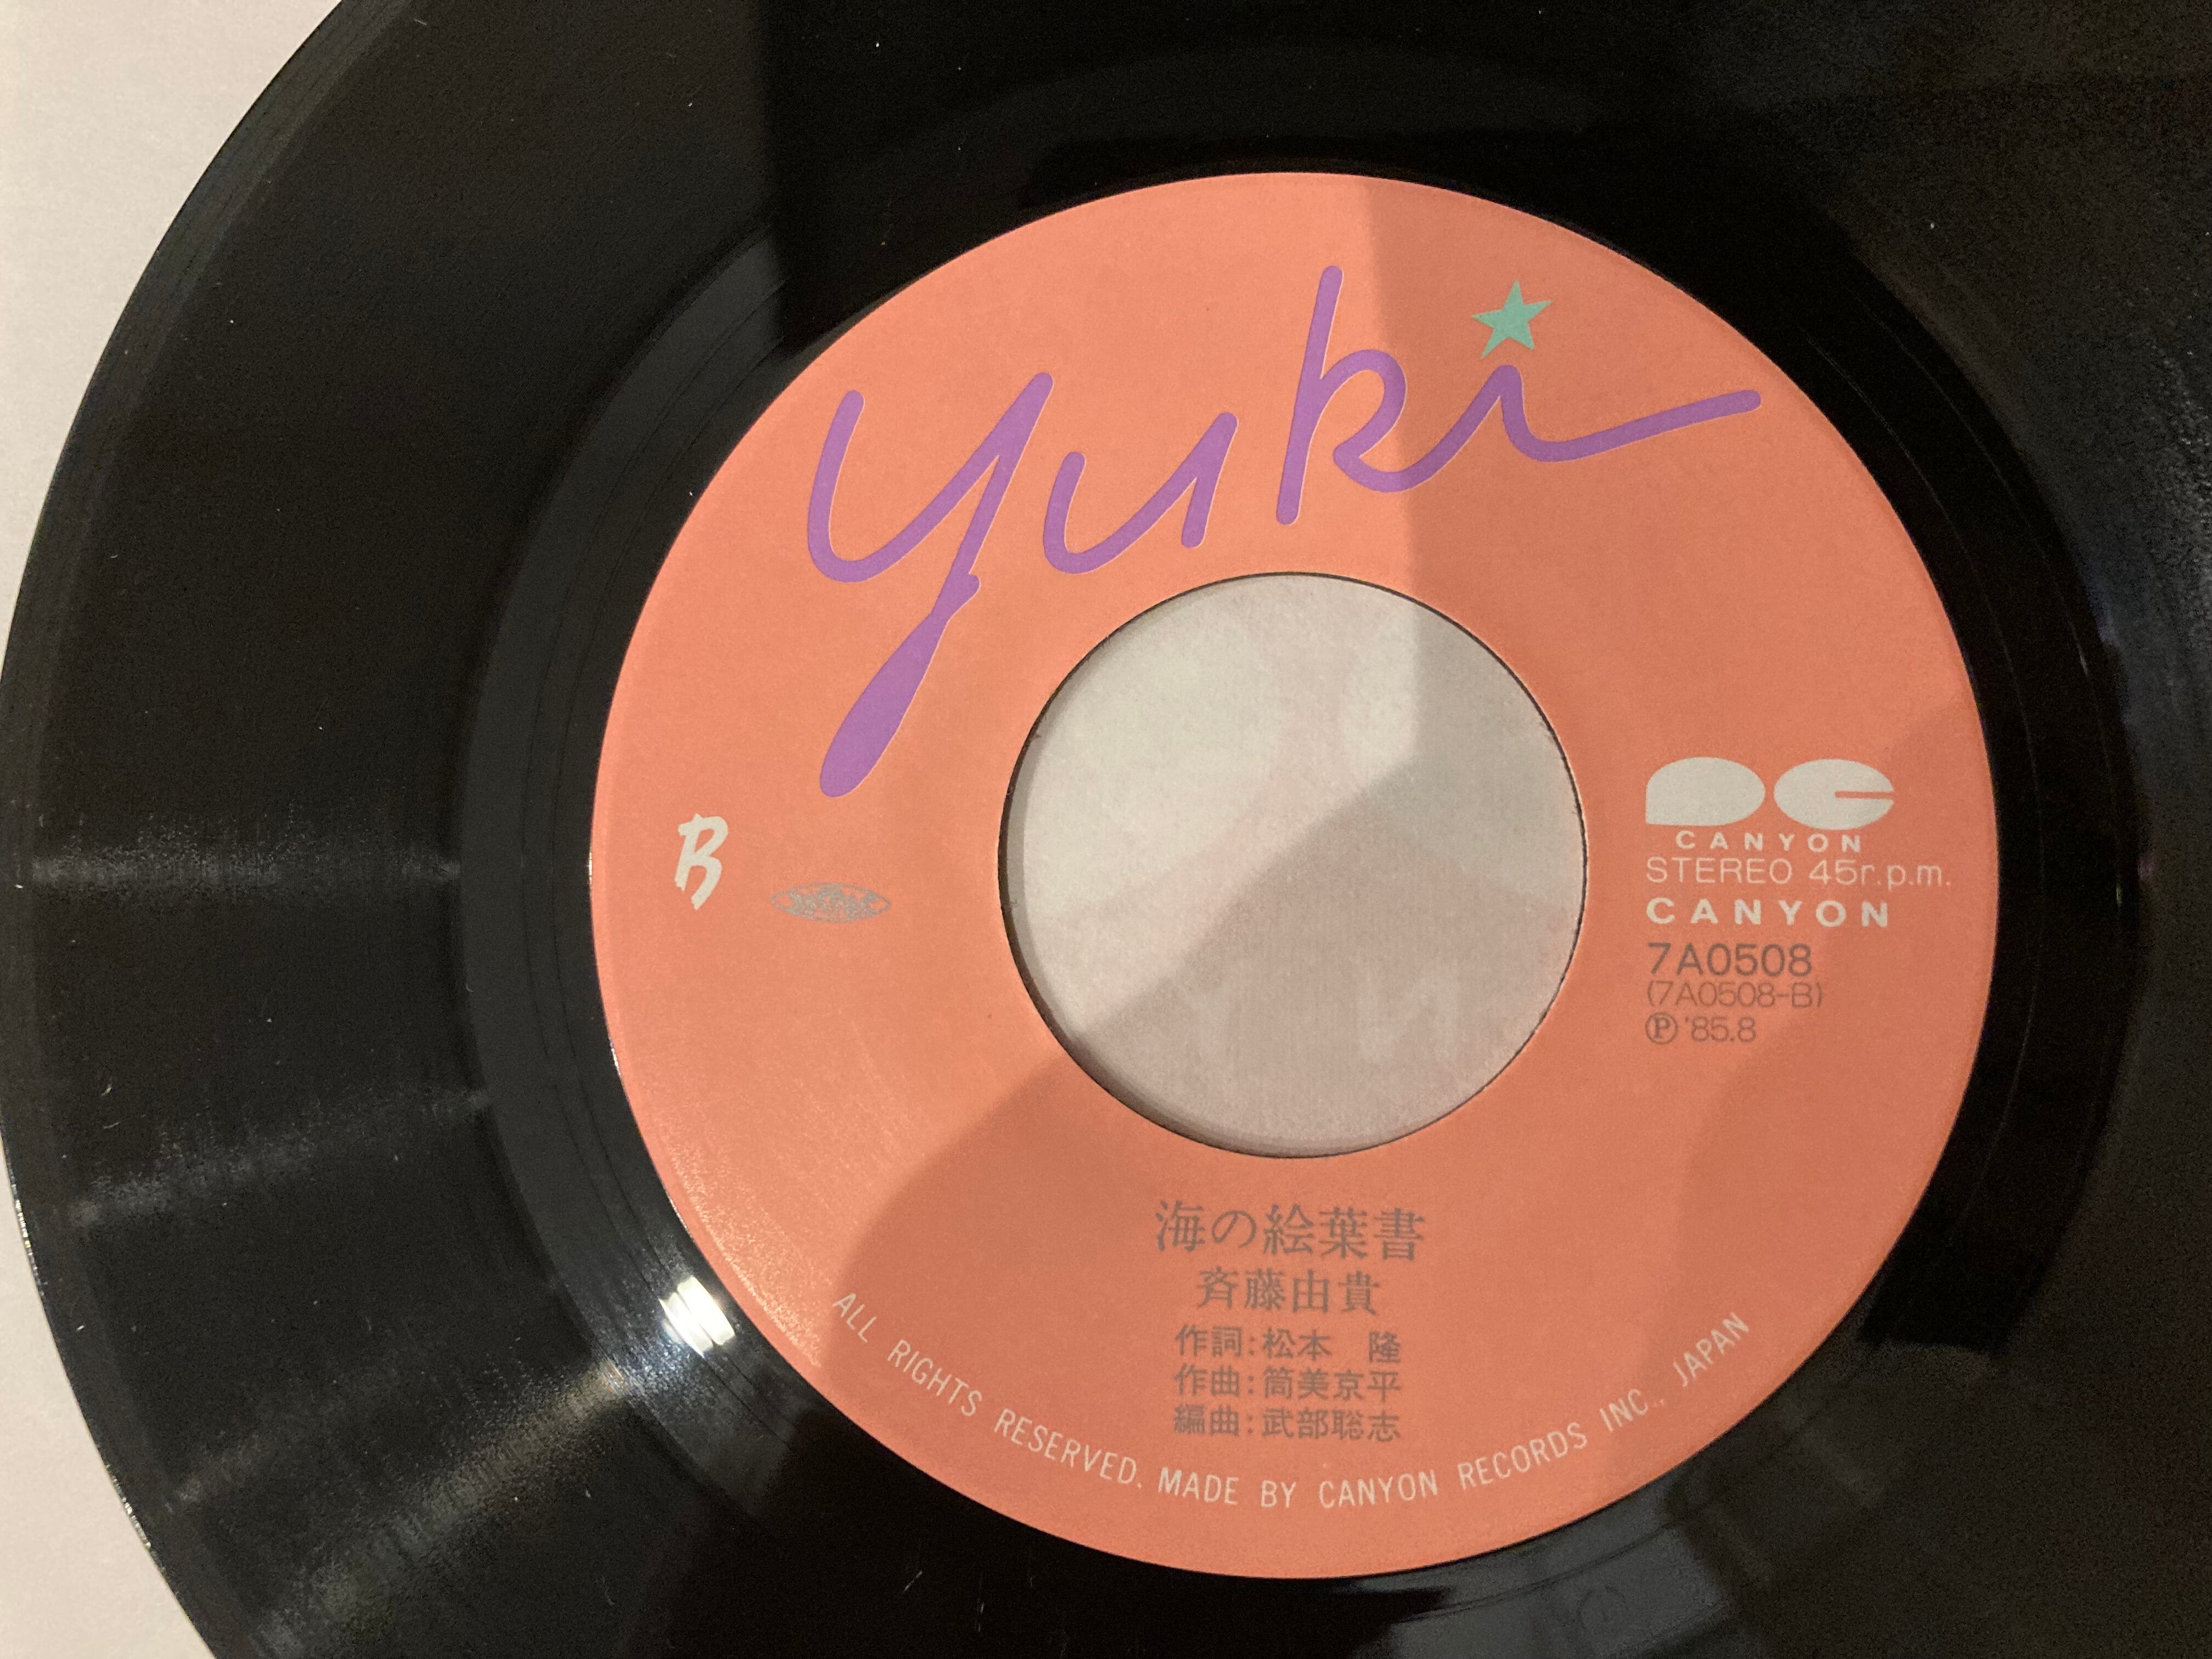 yuki
B
CANYON
STEREO 45r.p.m.
CANYON
7A0508
(7A0508-B)
Ⓟ'85.8
海の絵葉書
斉藤由貴
作詞:松本 隆
作曲:筒美京平
編曲:武部聡志
ALL RIGHTS RESERVED. MADE BY CANYON RECORDS INC., JAPAN